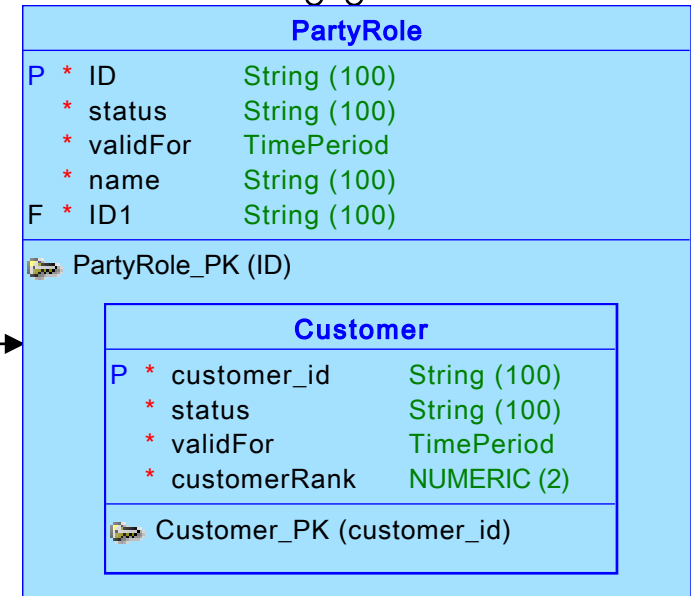 PartyRole
P * ID String (100)
* status String (100)
* validFor TimePeriod
* name String (100)
F * ID1 String (100)
PartyRole_PK (ID)
Customer
P * customer_id String (100)
* status String (100)
* validFor TimePeriod
* customerRank NUMERIC (2)
Customer_PK (customer_id)